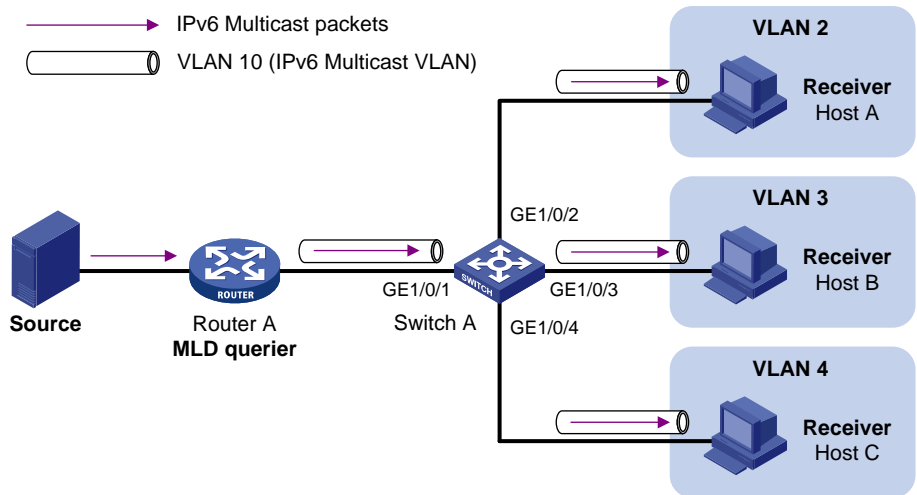 IPv6 Multicast packets
VLAN 10 (IPv6 Multicast VLAN)
VLAN 2
Receiver
Host A
GE1/0/2
VLAN 3
Receiver
Host B
GE1/0/1
GE1/0/3
SWITCH
ROUTER
Source
Router A
MLD querier
Switch A
GE1/0/4
VLAN 4
Receiver
Host C